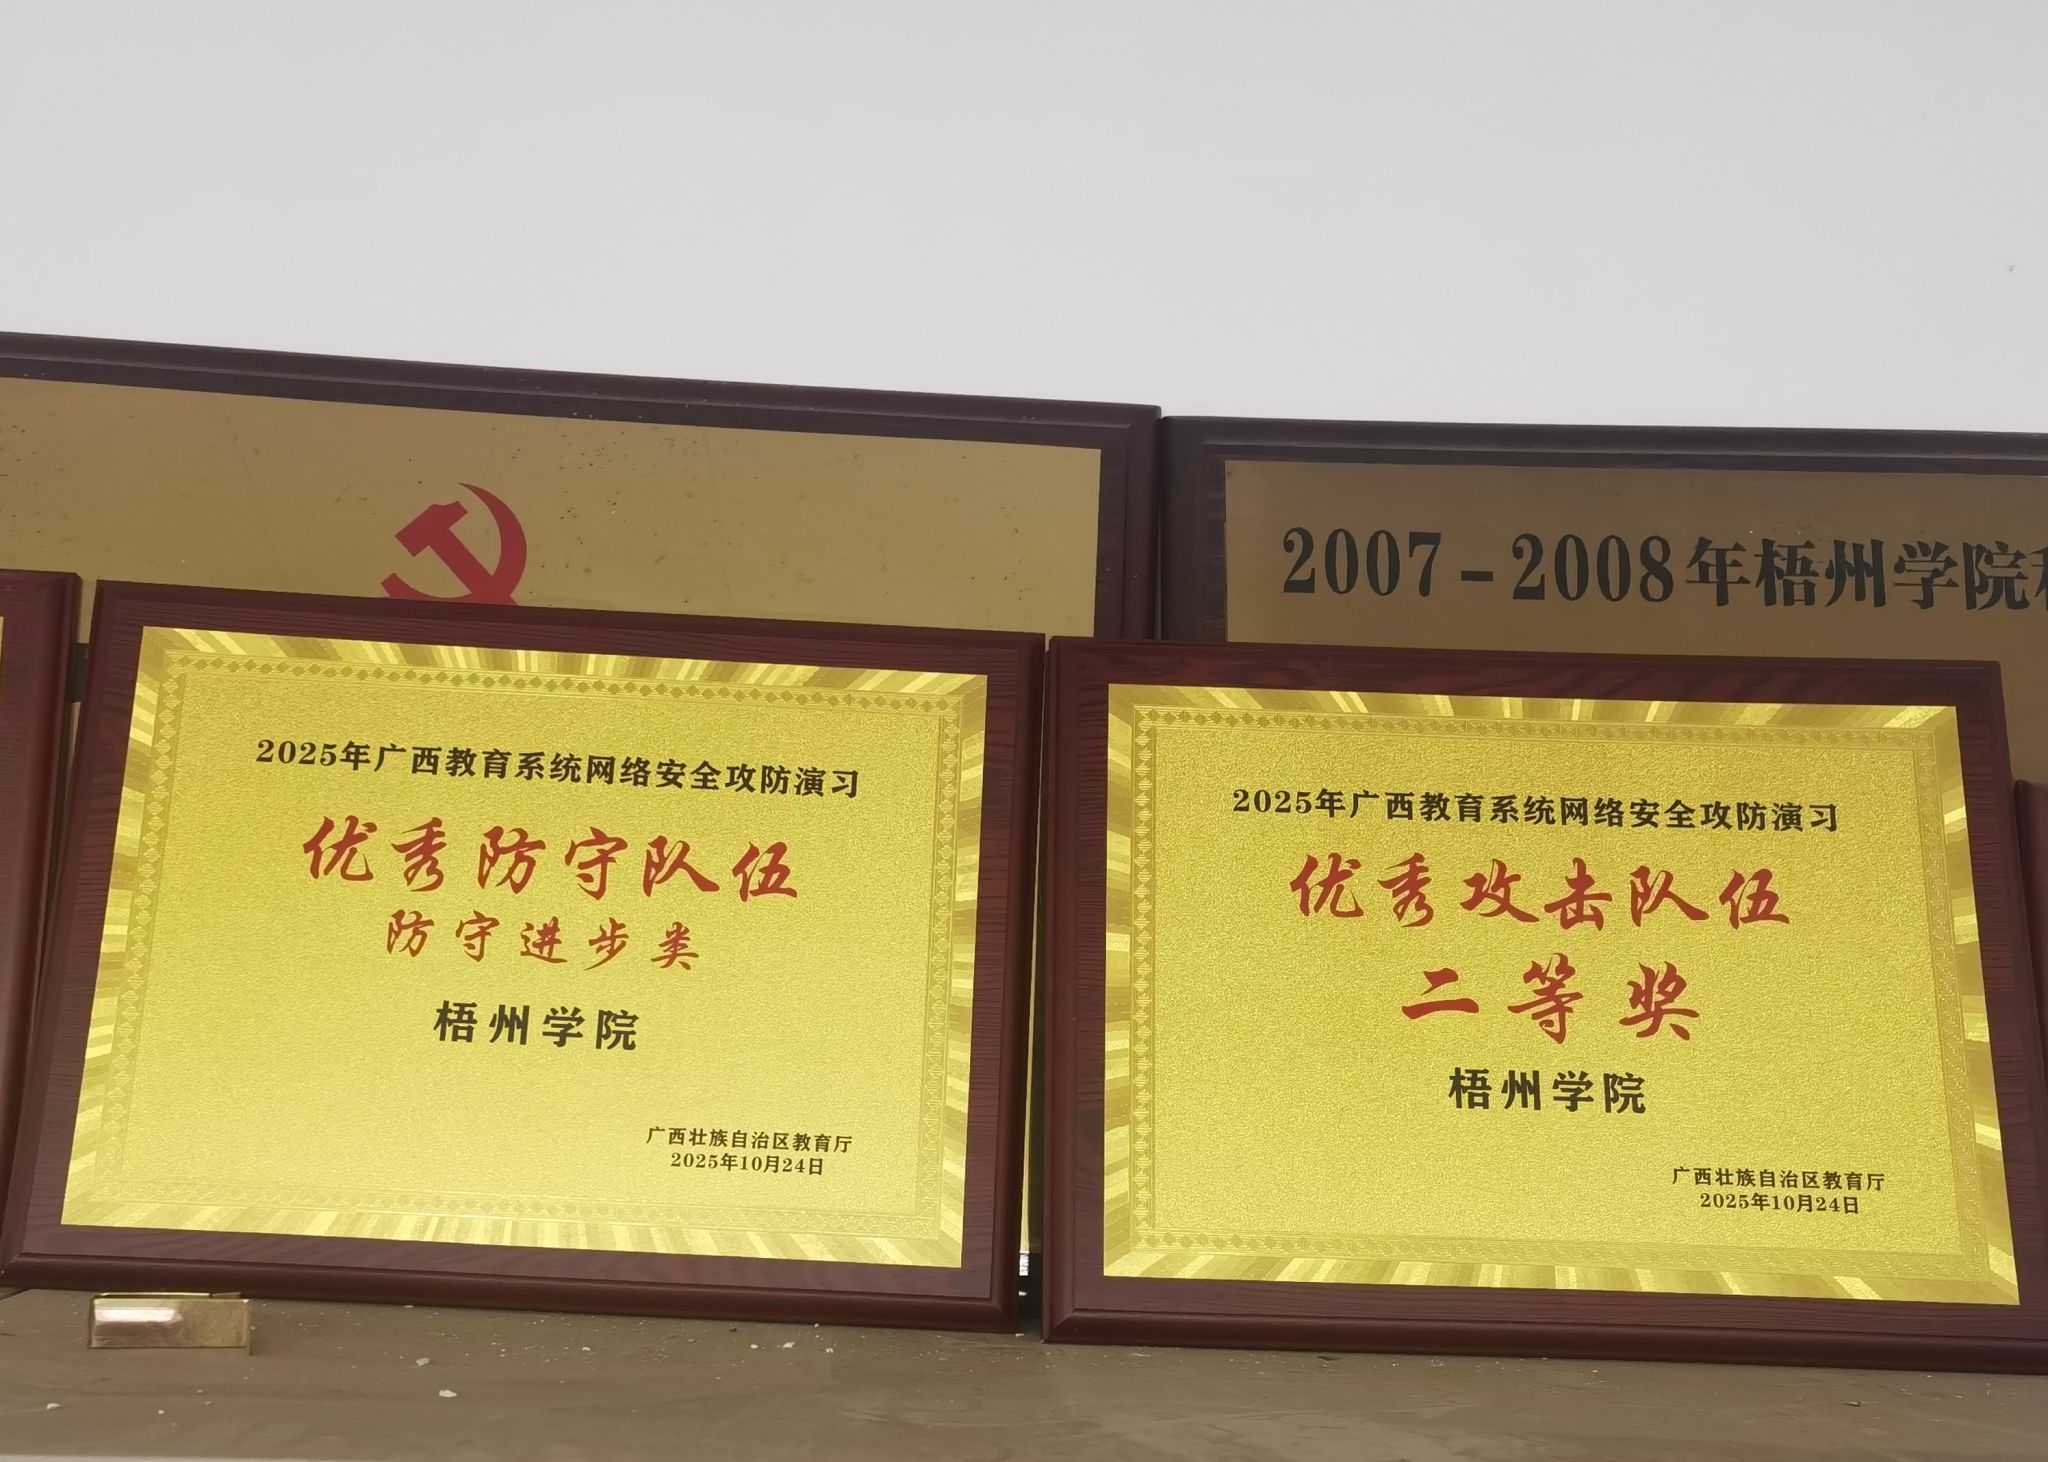 2007-2008年梧州学院
2025年广西教育系统网络安全攻防演习
优秀防守队伍
防守进步类
梧州学院
广西壮族自治区教育厅
2025年10月24日
2025年广西教育系统网络安全攻防演习
优秀攻击队伍
二等奖
梧州学院
广西壮族自治区教育厅
2025年10月24日